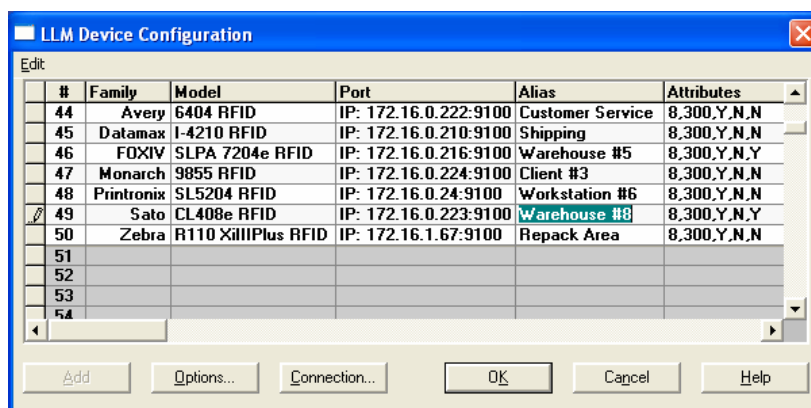 LLM Device Configuration
Edit
# Family Model Port Alias Attributes
44 Avery 6404 RFID IP: 172.16.0.222:9100 Customer Service 8,300,Y,N,N
45 Datamax I-4210 RFID IP: 172.16.0.210:9100 Shipping 8,300,Y,N,N
46 FOXIV SLPA 7204e RFID IP: 172.16.0.216:9100 Warehouse #5 8,300,Y,N,Y
47 Monarch 9855 RFID IP: 172.16.0.224:9100 Client #3 8,300,Y,N,N
48 Printronix SL5204 RFID IP: 172.16.0.24:9100 Workstation #6 8,300,Y,N,N
49 Sato CL408e RFID IP: 172.16.0.223:9100 Warehouse #8 8,300,Y,N,Y
50 Zebra R110 XiIIIPlus RFID IP: 172.16.1.67:9100 Repack Area 8,300,Y,N,N
51
52
53
54
Add Options... Connection... OK Cancel Help